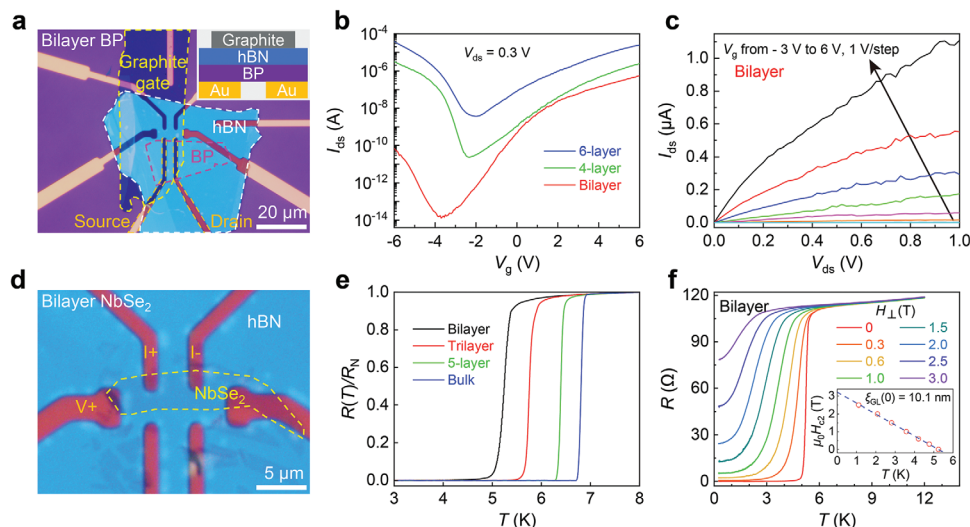 a
Bilayer BP
Graphite
gate
Graphite
hBN
BP
Au
Au
hBN
BP
Source
Drain
20 μm
b
V_ds = 0.3 V
10^-4
10^-6
10^-8
10^-10
10^-12
10^-14
I_ds (A)
6-layer
4-layer
Bilayer
-6
-4
-2
0
2
4
6
V_g (V)
c
V_g from - 3 V to 6 V, 1 V/step
Bilayer
1.0
0.8
0.6
0.4
0.2
0.0
I_ds (μA)
0.0
0.2
0.4
0.6
0.8
1.0
V_ds (V)
d
Bilayer NbSe₂
hBN
I+
I-
NbSe₂
V+
5 μm
e
1.0
0.8
0.6
0.4
0.2
0.0
R(T)/R_N
Bilayer
Trilayer
5-layer
Bulk
3
4
5
6
7
8
T (K)
f
Bilayer
H⊥(T)
0
0.3
0.6
1.0
1.5
2.0
2.5
3.0
120
90
60
30
0
R (Ω)
ξ_GL(0) = 10.1 nm
3
2
1
0
μ₀H_c2 (T)
0 1 2 3 4 5 6
T (K)
0
3
6
9
12
T (K)